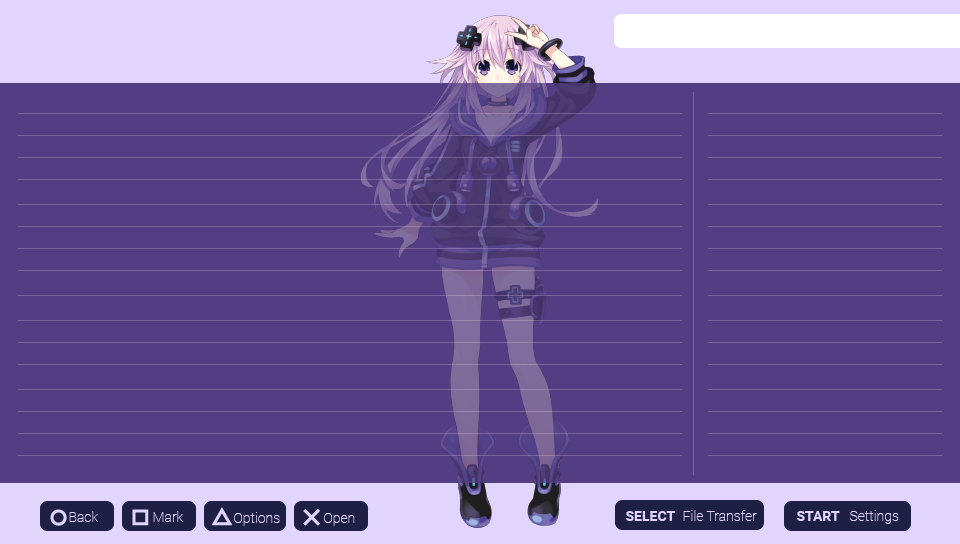 Back
Mark
Options
Open
SELECT File Transfer
START Settings